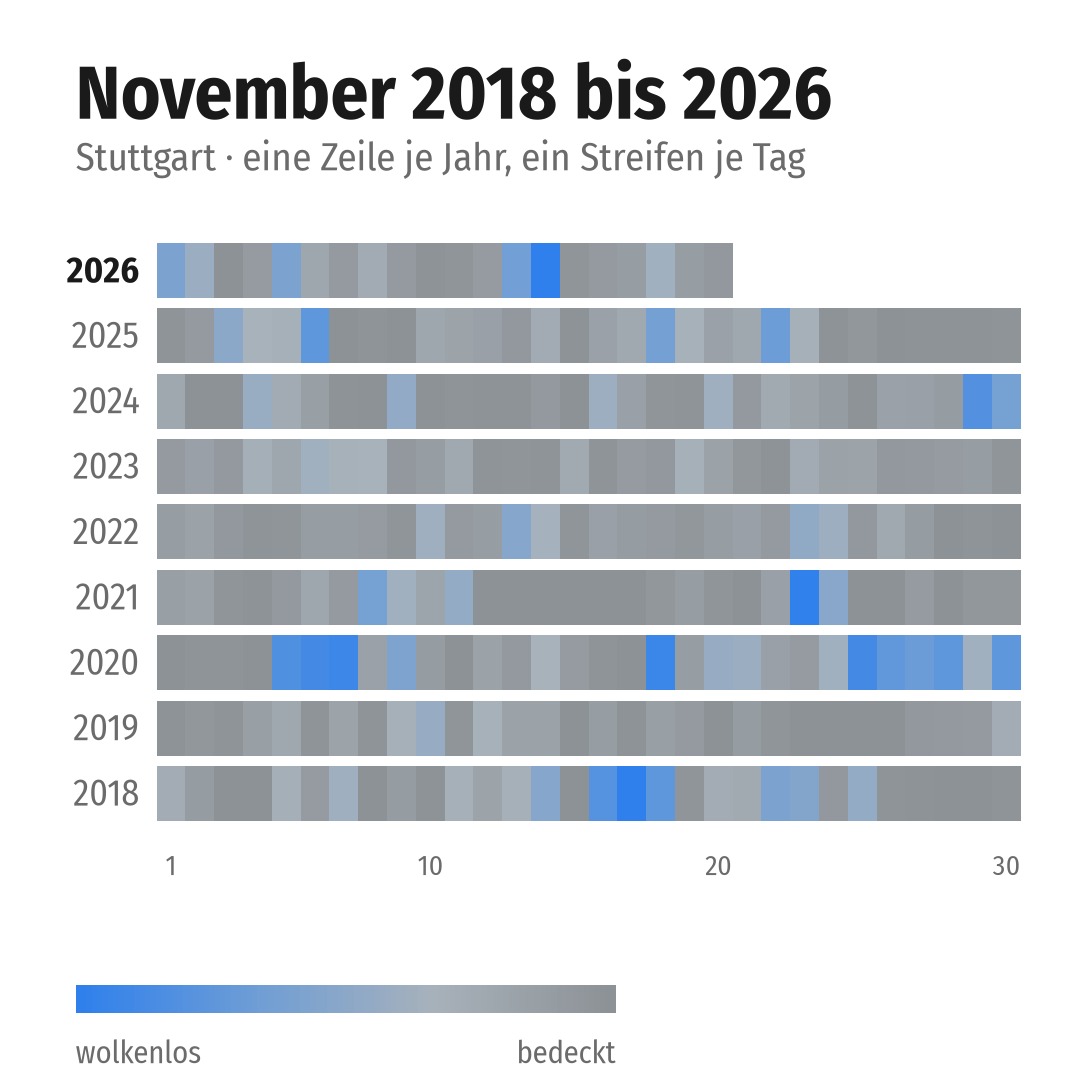 November 2018 bis 2026
Stuttgart · eine Zeile je Jahr, ein Streifen je Tag
2026
2025
2024
2023
2022
2021
2020
2019
2018
1 10 20 30
wolkenlos bedeckt